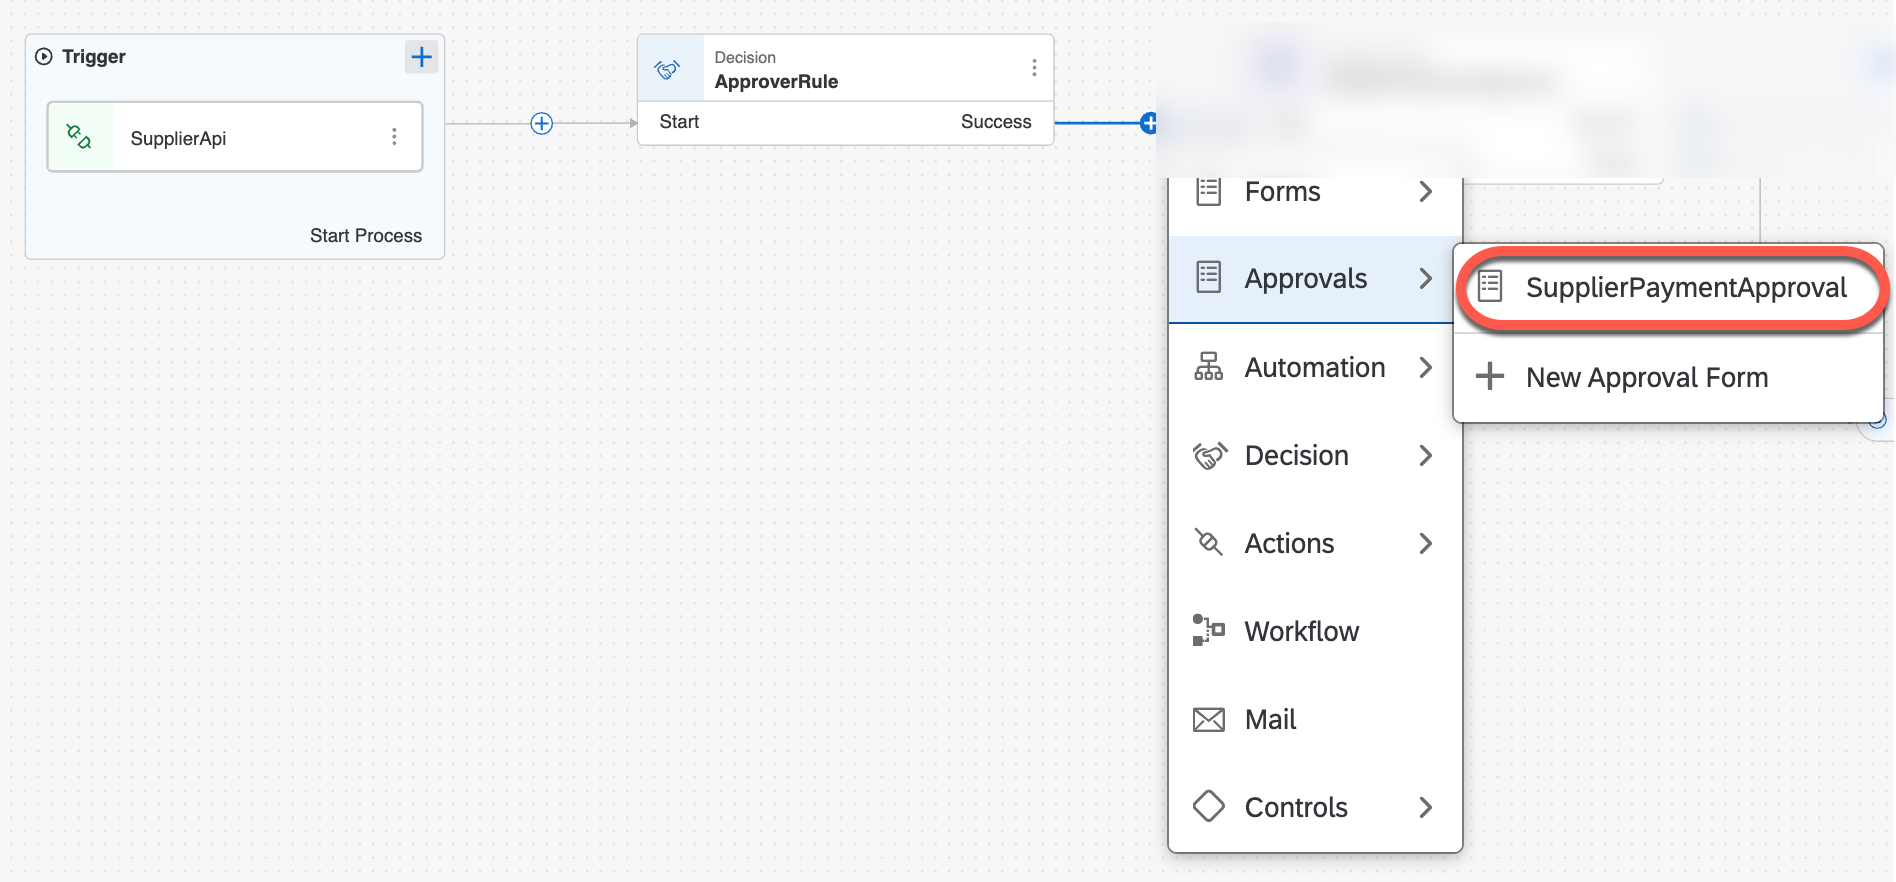 Trigger
SupplierApi
Start Process
Decision
ApproverRule
Start
Success
Forms
Approvals
Automation
Decision
Actions
Workflow
Mail
Controls
SupplierPaymentApproval
New Approval Form